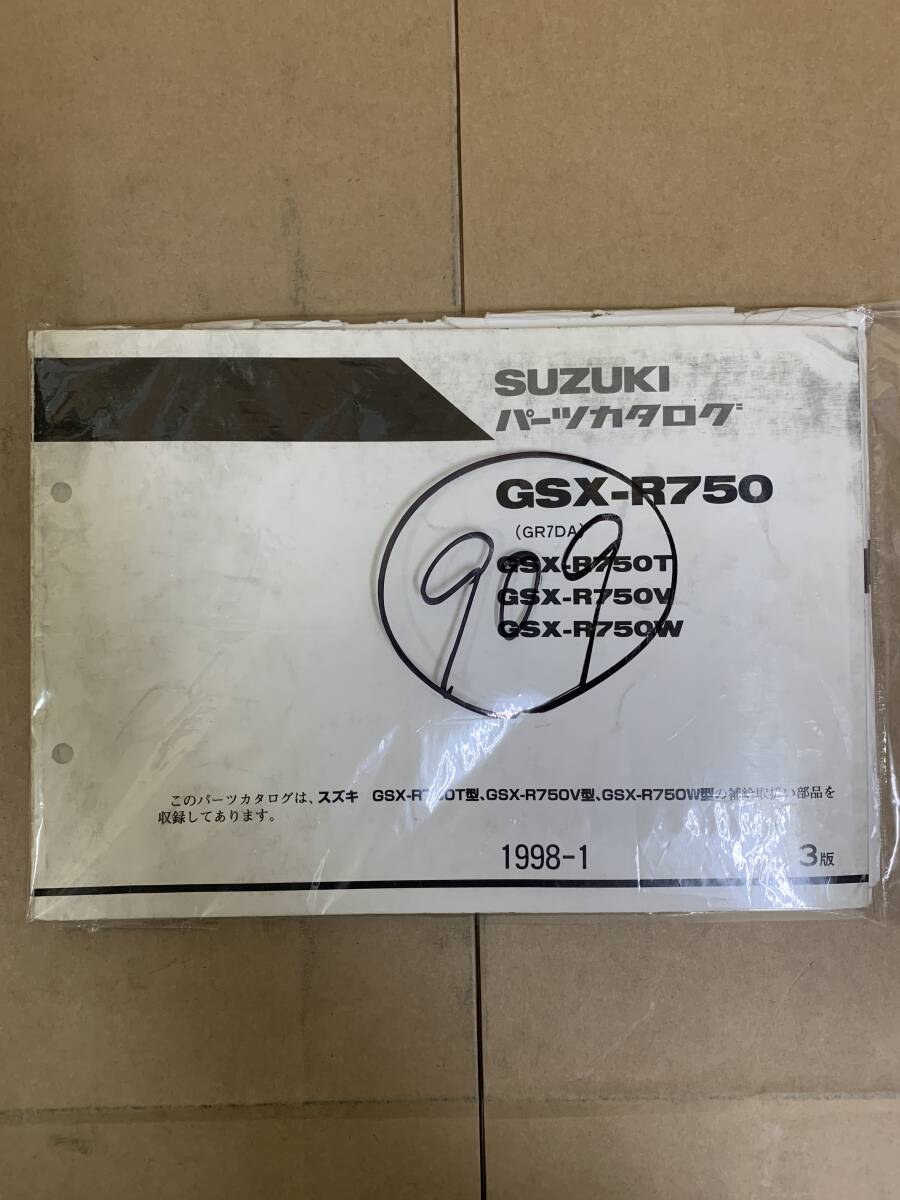 SUZUKI
パーツカタログ
GSX-R750
(GR7DA)
GSX-R750T
GSX-R750V
GSX-R750W
909
このパーツカタログは、スズキ GSX-R750T型、GSX-R750V型、GSX-R750W型の補給取扱い部品を
収録してあります。
1998-1 3版